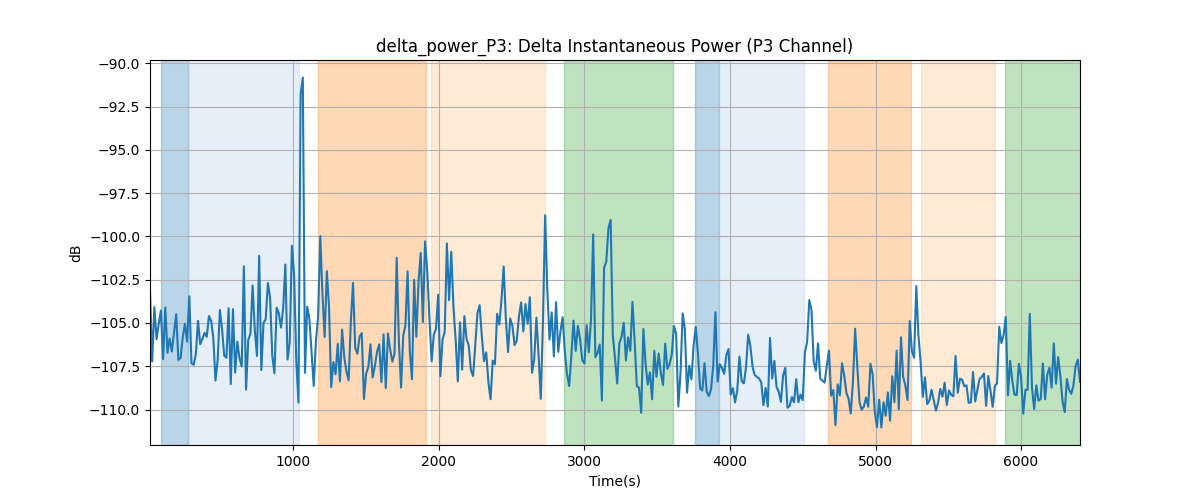 delta_power_P3: Delta Instantaneous Power (P3 Channel)
−90.0
−92.5
−95.0
−97.5
−100.0
−102.5
−105.0
−107.5
−110.0
dB
1000 2000 3000 4000 5000 6000
Time(s)